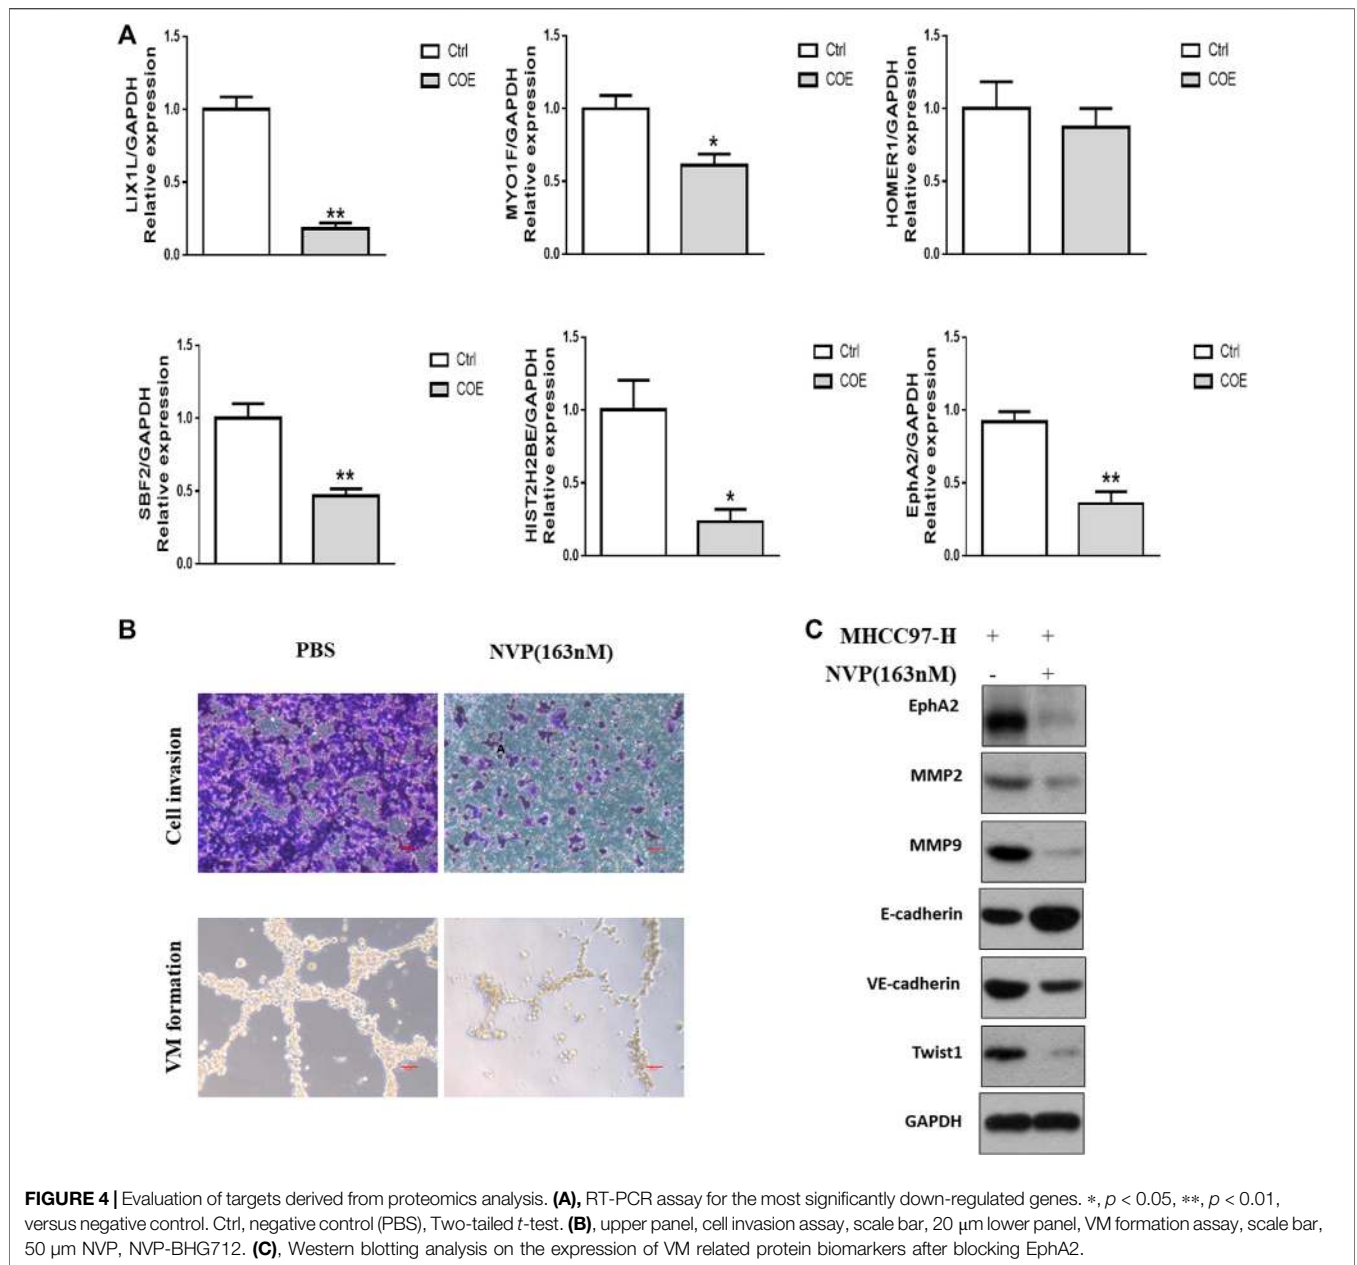 A
LIX1L/GAPDH
Relative expression
1.5
1.0
0.5
0.0
**
Ctrl
COE
MYO1F/GAPDH
Relative expression
1.5
1.0
0.5
0.0
*
Ctrl
COE
HOMER1/GAPDH
Relative expression
1.5
1.0
0.5
0.0
Ctrl
COE
SBF2/GAPDH
Relative expression
1.5
1.0
0.5
0.0
**
Ctrl
COE
HIST2H2BE/GAPDH
Relative expression
1.5
1.0
0.5
0.0
*
Ctrl
COE
EphA2/GAPDH
Relative expression
1.5
1.0
0.5
0.0
**
Ctrl
COE
B
PBS NVP(163nM)
Cell invasion
A
VM formation
C
MHCC97-H + +
NVP(163nM) - +
EphA2
MMP2
MMP9
E-cadherin
VE-cadherin
Twist1
GAPDH
FIGURE 4 | Evaluation of targets derived from proteomics analysis. (A), RT-PCR assay for the most significantly down-regulated genes. *, p < 0.05, **, p < 0.01,
versus negative control. Ctrl, negative control (PBS), Two-tailed t-test. (B), upper panel, cell invasion assay, scale bar, 20 μm lower panel, VM formation assay, scale bar,
50 μm NVP, NVP-BHG712. (C), Western blotting analysis on the expression of VM related protein biomarkers after blocking EphA2.